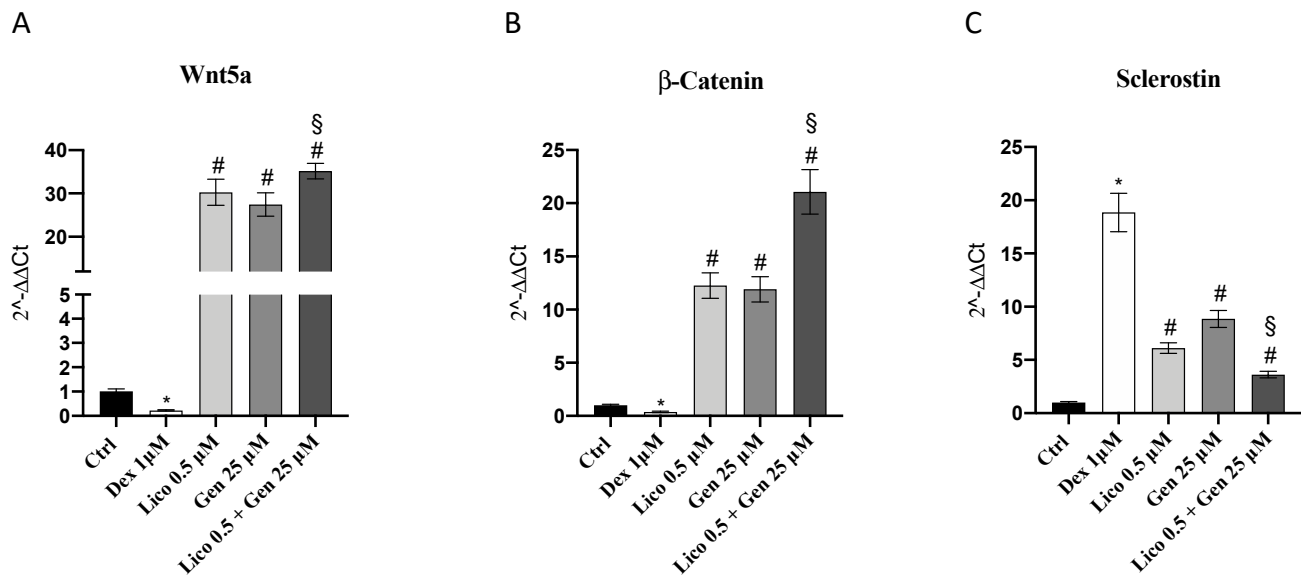 A
Wnt5a
2^-ΔΔCt
40
30
20
5
4
3
2
1
0
*
#
#
§
#
Ctrl
Dex 1µM
Lico 0.5 µM
Gen 25 µM
Lico 0.5 + Gen 25 µM
B
β-Catenin
2^-ΔΔCt
25
20
15
10
5
0
*
#
#
§
#
Ctrl
Dex 1µM
Lico 0.5 µM
Gen 25 µM
Lico 0.5 + Gen 25 µM
C
Sclerostin
2^-ΔΔCt
25
20
15
10
5
0
*
#
#
§
#
Ctrl
Dex 1µM
Lico 0.5 µM
Gen 25 µM
Lico 0.5 + Gen 25 µM